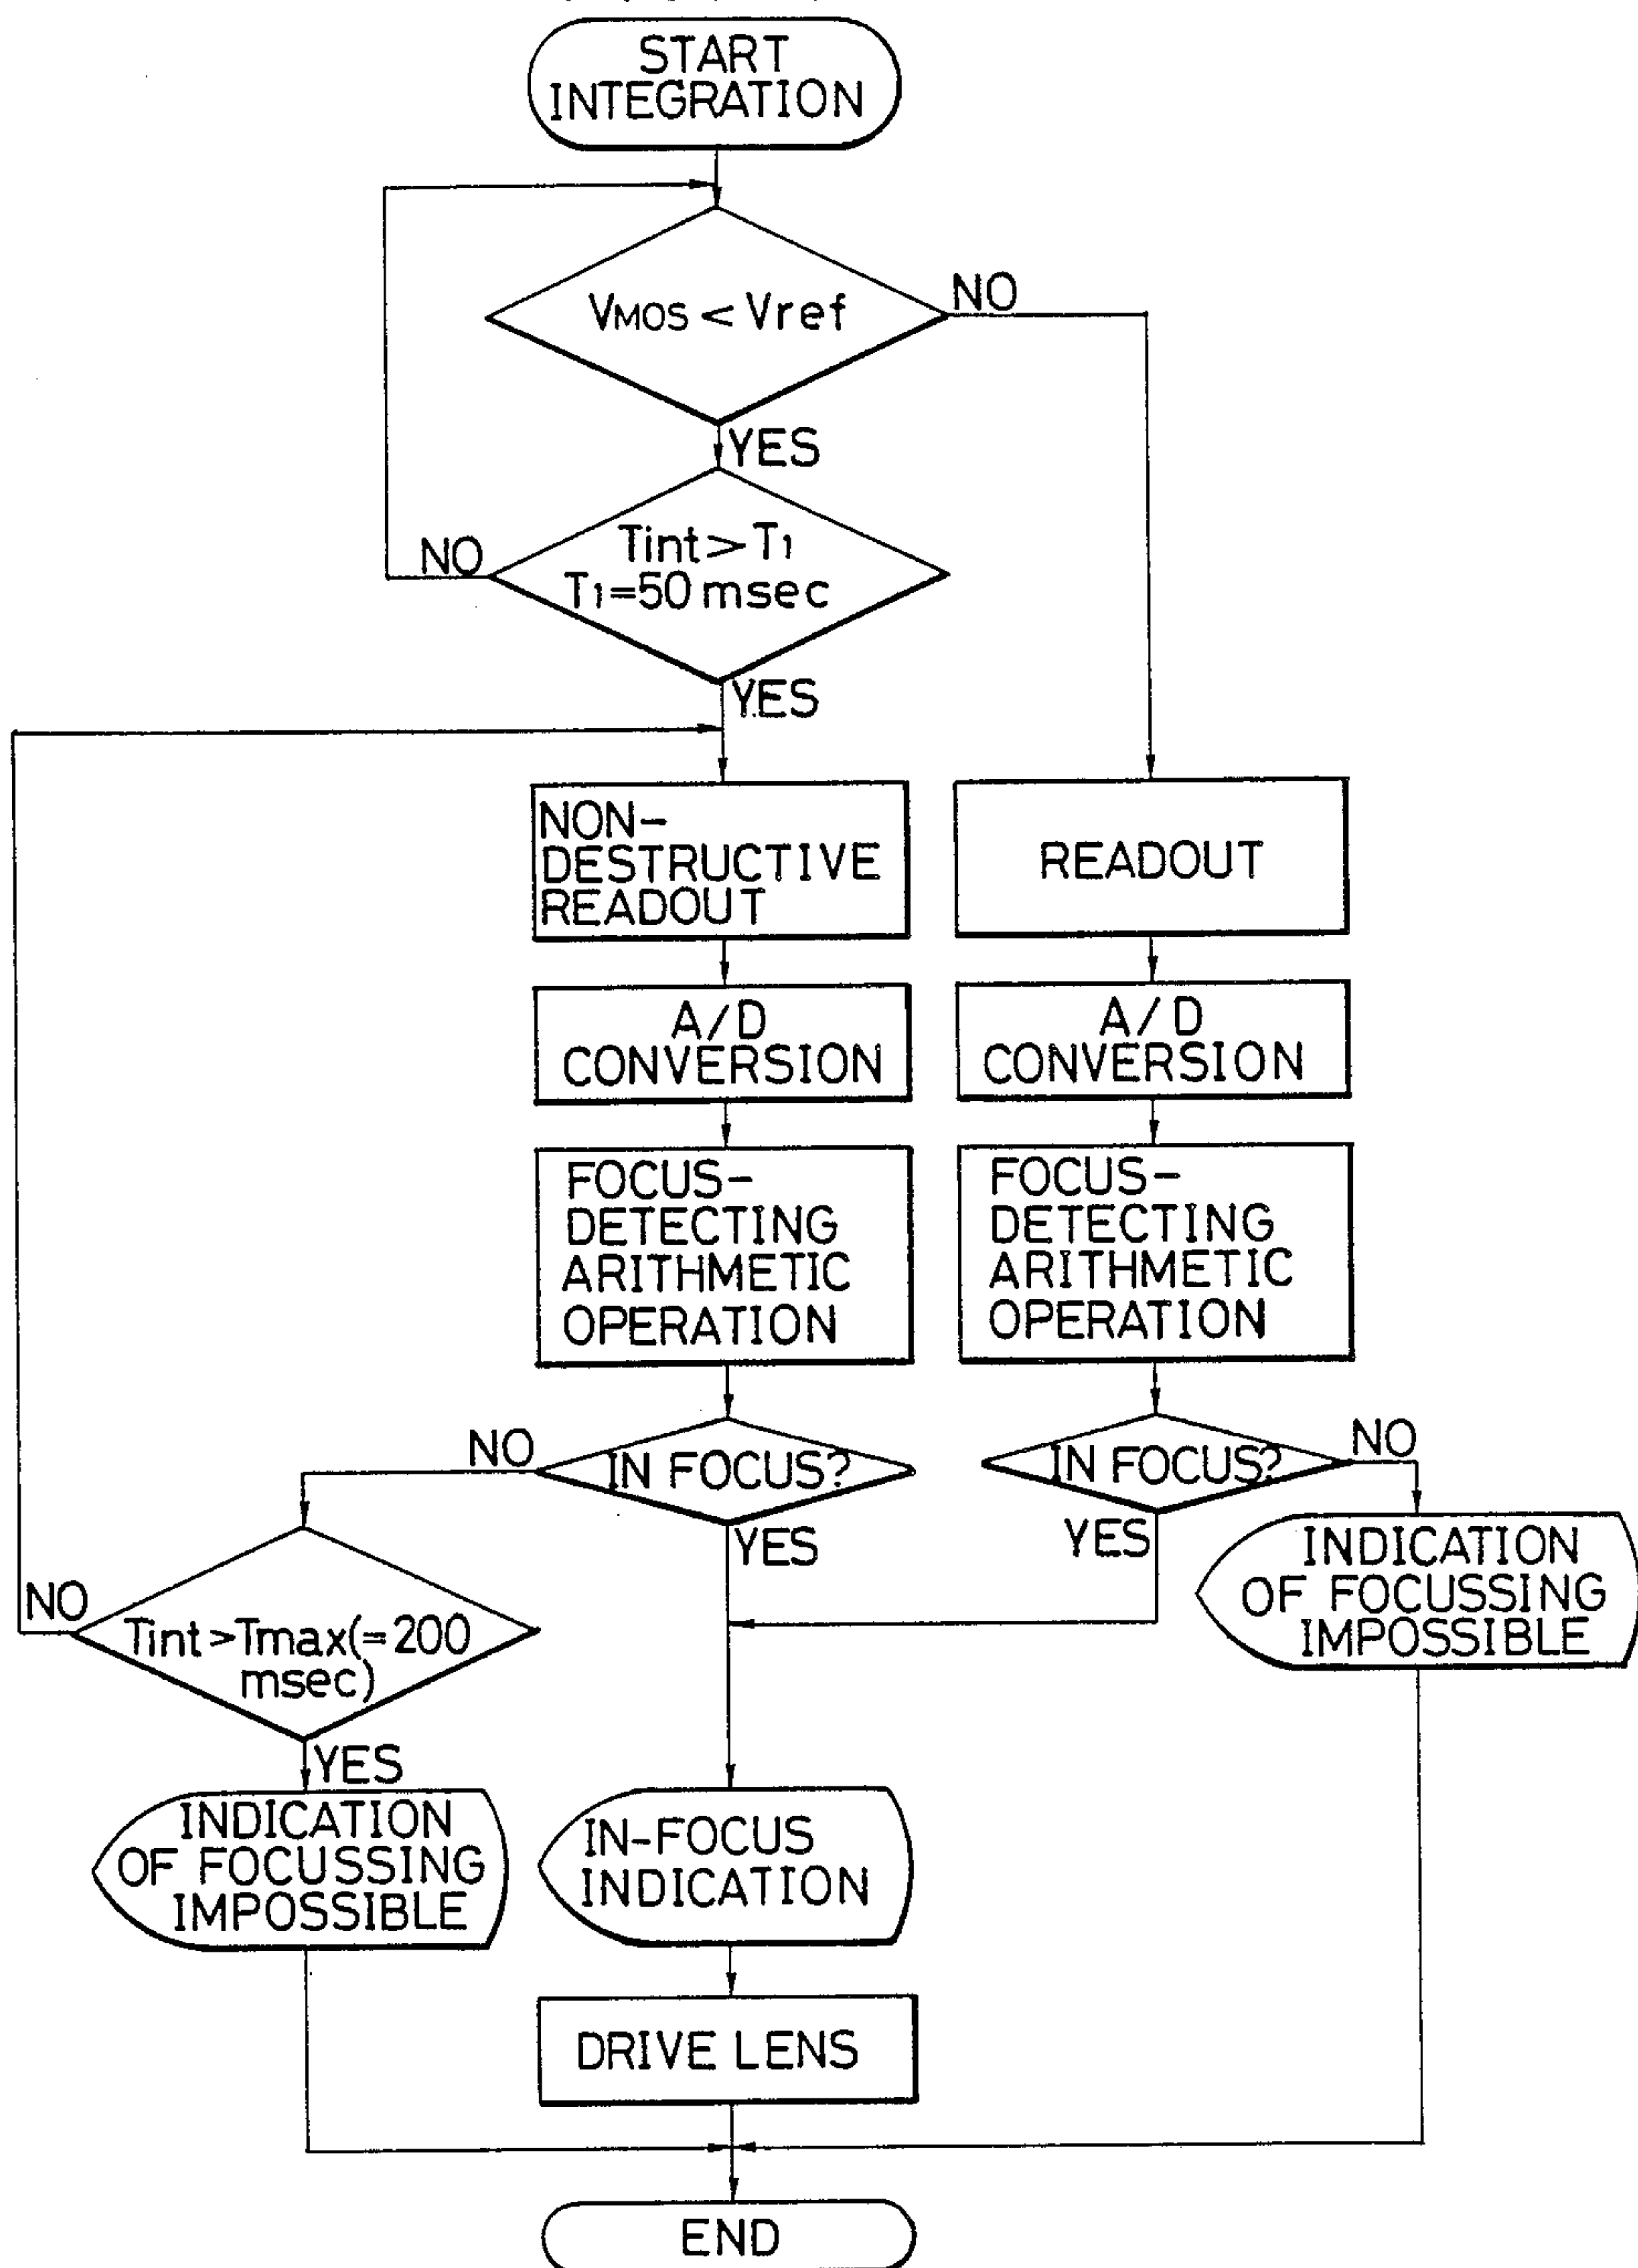 START
INTEGRATION
VMOS < Vref
NO
YES
Tint > T1
T1=50 msec
NO
YES
NON-
DESTRUCTIVE
READOUT
READOUT
A/D
CONVERSION
A/D
CONVERSION
FOCUS-
DETECTING
ARITHMETIC
OPERATION
FOCUS-
DETECTING
ARITHMETIC
OPERATION
NO
IN FOCUS?
YES
IN FOCUS?
NO
YES
INDICATION
OF FOCUSSING
IMPOSSIBLE
NO
Tint>Tmax(=200
msec)
YES
INDICATION
OF FOCUSSING
IMPOSSIBLE
IN-FOCUS
INDICATION
DRIVE LENS
END